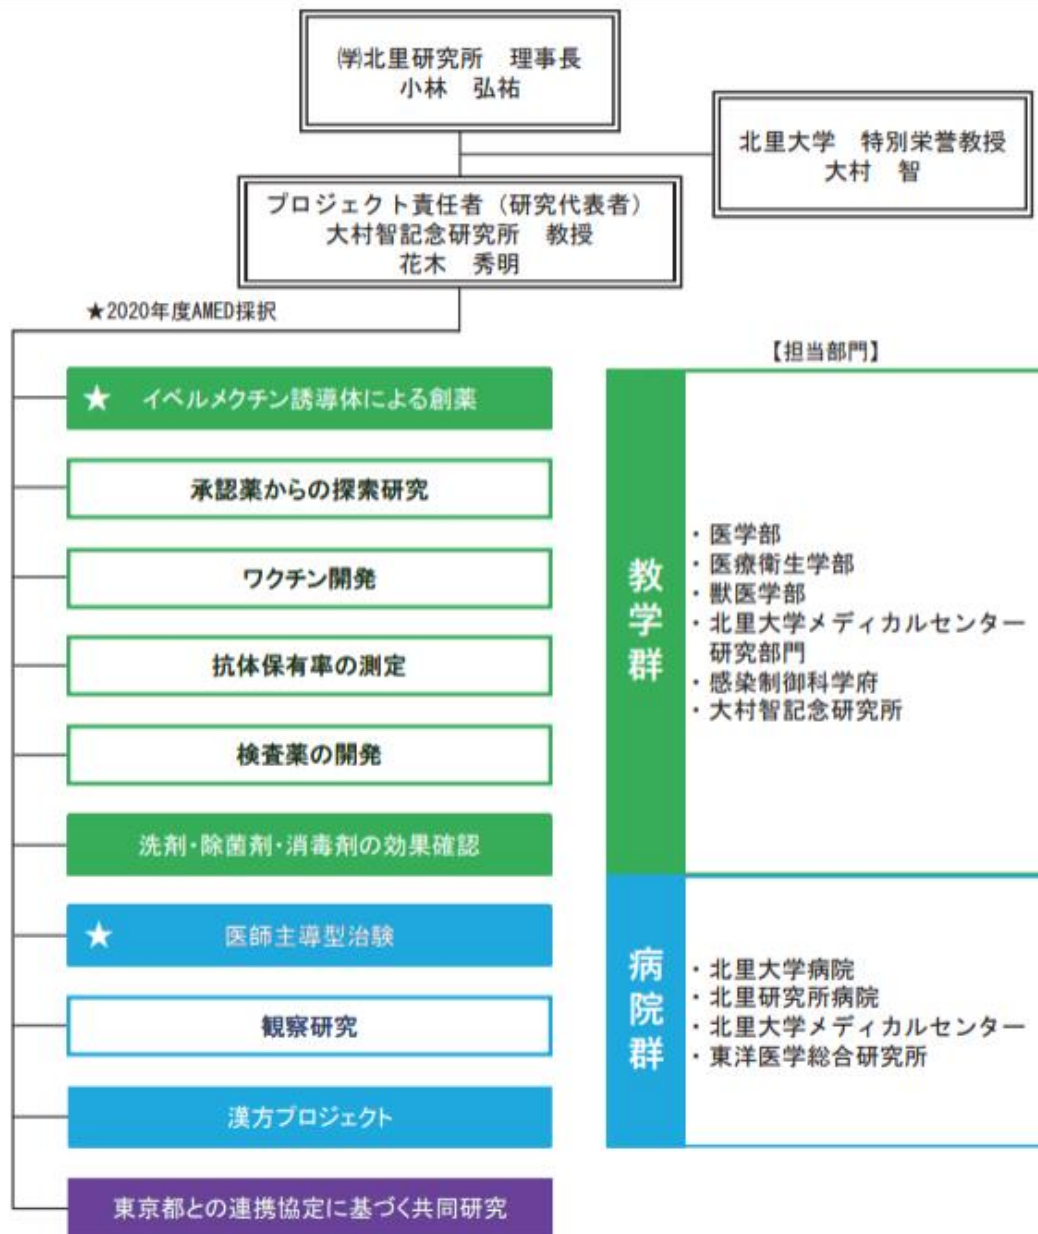 ㈻北里研究所　理事長
小林　弘祐
北里大学　特別栄誉教授
大村　智
プロジェクト責任者（研究代表者）
大村智記念研究所　教授
花木　秀明
★2020年度AMED採択
★ イベルメクチン誘導体による創薬
承認薬からの探索研究
ワクチン開発
抗体保有率の測定
検査薬の開発
洗剤・除菌剤・消毒剤の効果確認
★ 医師主導型治験
観察研究
漢方プロジェクト
東京都との連携協定に基づく共同研究
【担当部門】
教学群
・医学部
・医療衛生学部
・獣医学部
・北里大学メディカルセンター
研究部門
・感染制御科学府
・大村智記念研究所
病院群
・北里大学病院
・北里研究所病院
・北里大学メディカルセンター
・東洋医学総合研究所